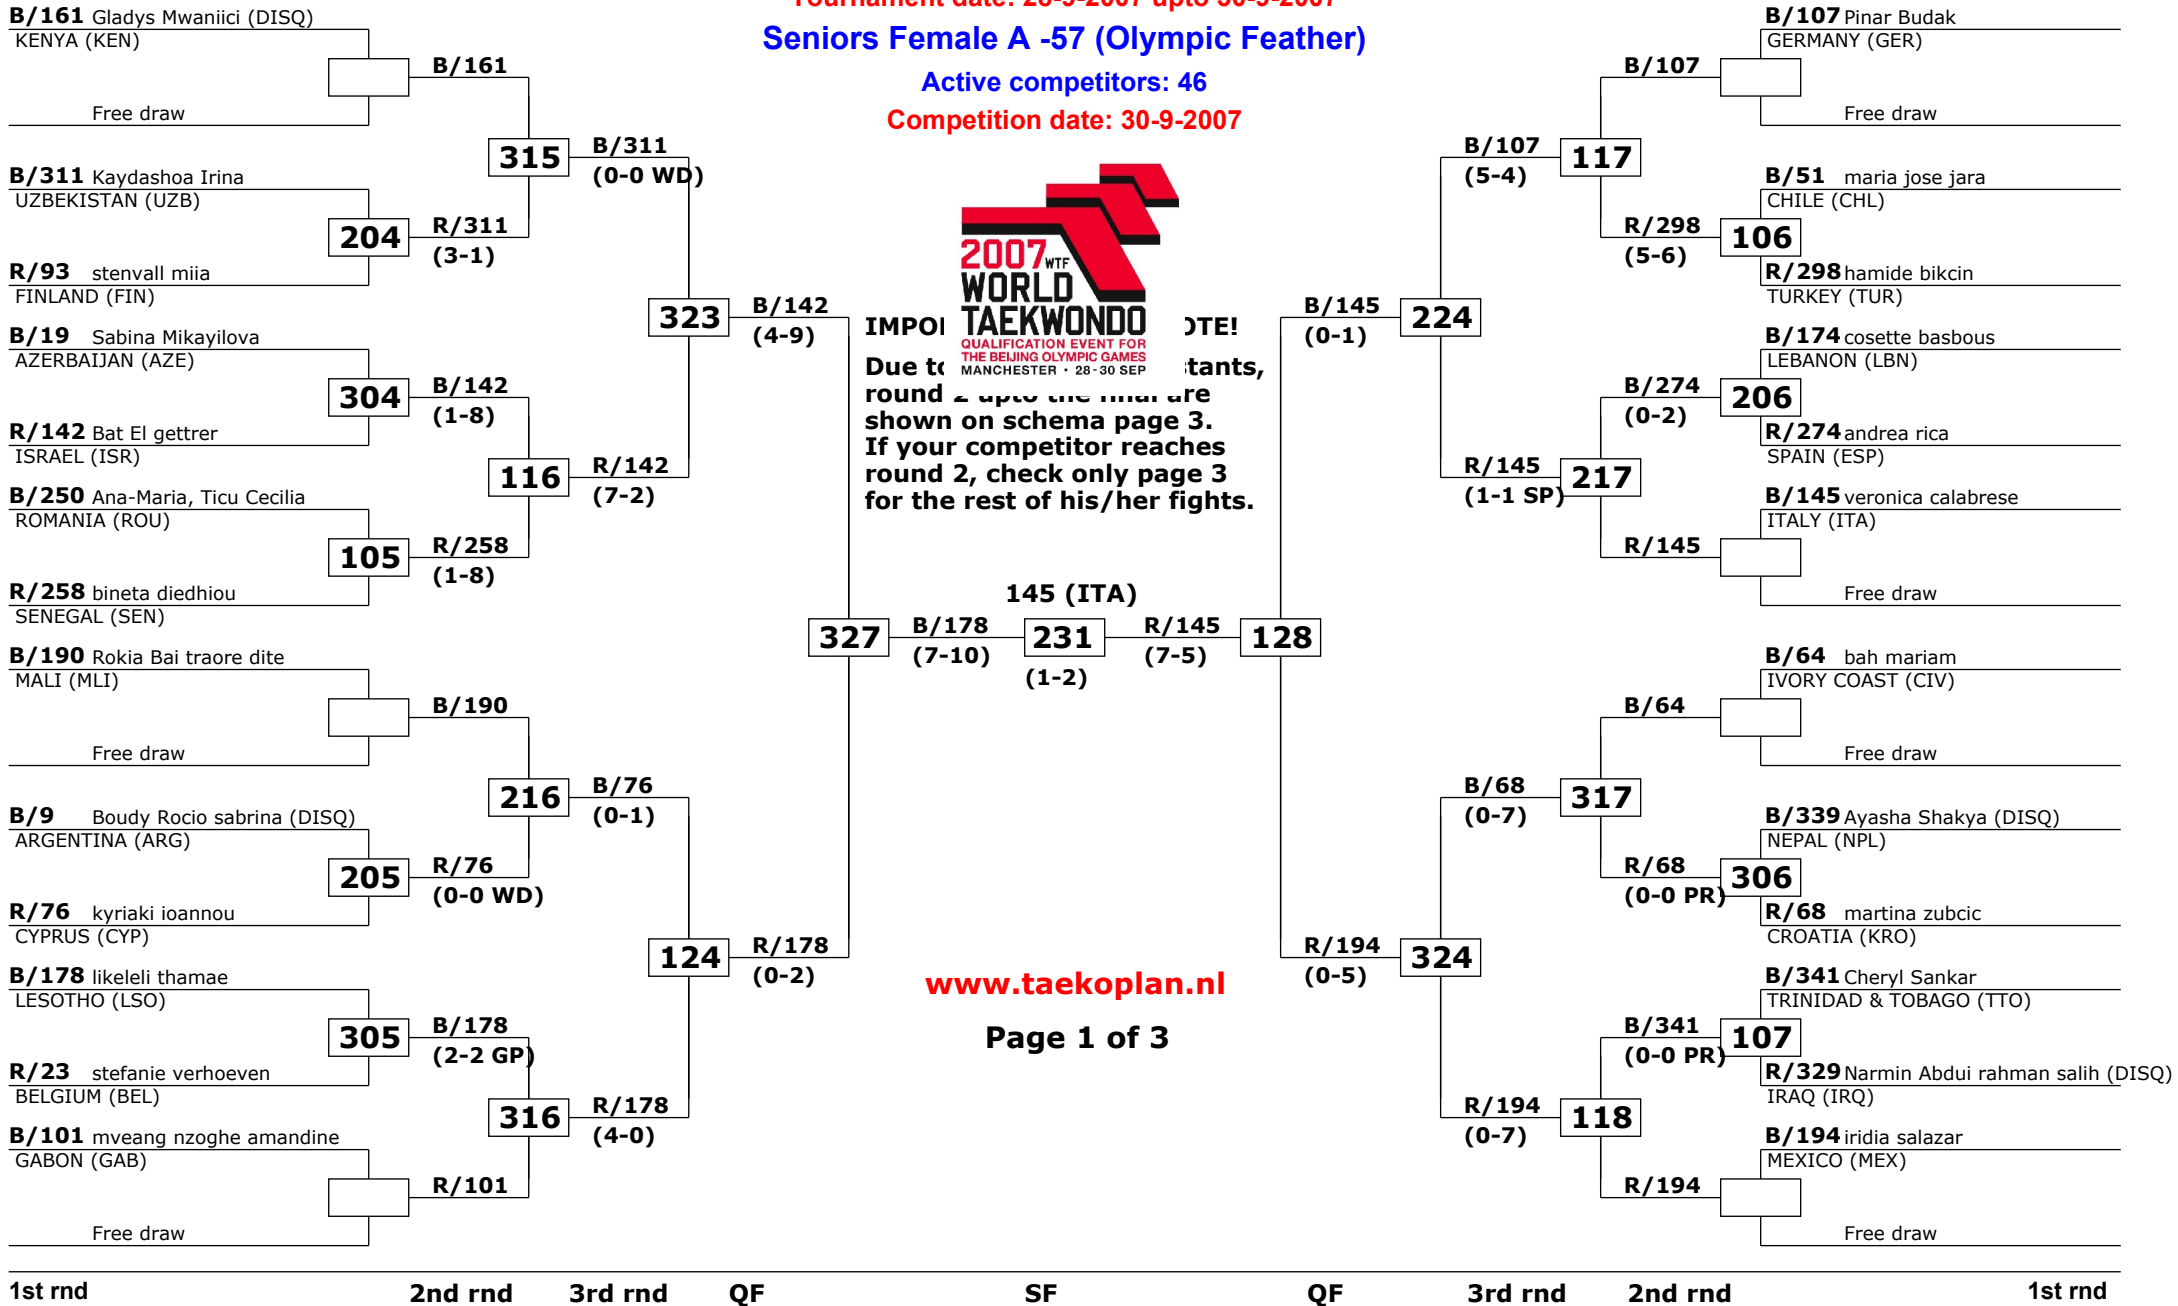 Tournament date: 28-9-2007 upto 30-9-2007
Seniors Female A -57 (Olympic Feather)
Active competitors: 46
Competition date: 30-9-2007
B/161 Gladys Mwaniici (DISQ)
KENYA (KEN)
Free draw
B/311 Kaydashoa Irina
UZBEKISTAN (UZB)
R/93 stenvall miia
FINLAND (FIN)
B/19 Sabina Mikayilova
AZERBAIJAN (AZE)
R/142 Bat El gettrer
ISRAEL (ISR)
B/250 Ana-Maria, Ticu Cecilia
ROMANIA (ROU)
R/258 bineta diedhiou
SENEGAL (SEN)
B/190 Rokia Bai traore dite
MALI (MLI)
Free draw
B/9 Boudy Rocio sabrina (DISQ)
ARGENTINA (ARG)
R/76 kyriaki ioannou
CYPRUS (CYP)
B/178 likeleli thamae
LESOTHO (LSO)
R/23 stefanie verhoeven
BELGIUM (BEL)
B/101 mveang nzoghe amandine
GABON (GAB)
Free draw
204
304
105
205
305
B/161
R/311
(3-1)
B/142
(1-8)
R/258
(1-8)
B/190
R/76
(0-0 WD)
B/178
(2-2 GP)
R/101
315
116
216
316
B/311
(0-0 WD)
R/142
(7-2)
B/76
(0-1)
R/178
(4-0)
323
124
B/142
(4-9)
R/178
(0-2)
327
B/178
(7-10)
2007 WTF
WORLD
TAEKWONDO
QUALIFICATION EVENT FOR
THE BEIJING OLYMPIC GAMES
MANCHESTER • 28-30 SEP
round 2 upto the final are
shown on schema page 3.
If your competitor reaches
round 2, check only page 3
for the rest of his/her fights.
145 (ITA)
231
(1-2)
www.taekoplan.nl
Page 1 of 3
R/145
(7-5)
128
B/145
(0-1)
R/194
(0-5)
224
324
B/107
(5-4)
R/145
(1-1 SP)
B/68
(0-7)
R/194
(0-7)
117
217
317
118
B/107
R/298
(5-6)
B/274
(0-2)
R/145
B/64
R/68
(0-0 PR)
B/341
(0-0 PR)
R/194
106
206
306
107
B/107 Pinar Budak
GERMANY (GER)
Free draw
B/51 maria jose jara
CHILE (CHL)
R/298 hamide bikcin
TURKEY (TUR)
B/174 cosette basbous
LEBANON (LBN)
R/274 andrea rica
SPAIN (ESP)
B/145 veronica calabrese
ITALY (ITA)
Free draw
B/64 bah mariam
IVORY COAST (CIV)
Free draw
B/339 Ayasha Shakya (DISQ)
NEPAL (NPL)
R/68 martina zubcic
CROATIA (KRO)
B/341 Cheryl Sankar
TRINIDAD & TOBAGO (TTO)
R/329 Narmin Abdui rahman salih (DISQ)
IRAQ (IRQ)
B/194 iridia salazar
MEXICO (MEX)
Free draw
1st rnd 2nd rnd 3rd rnd QF SF QF 3rd rnd 2nd rnd 1st rnd